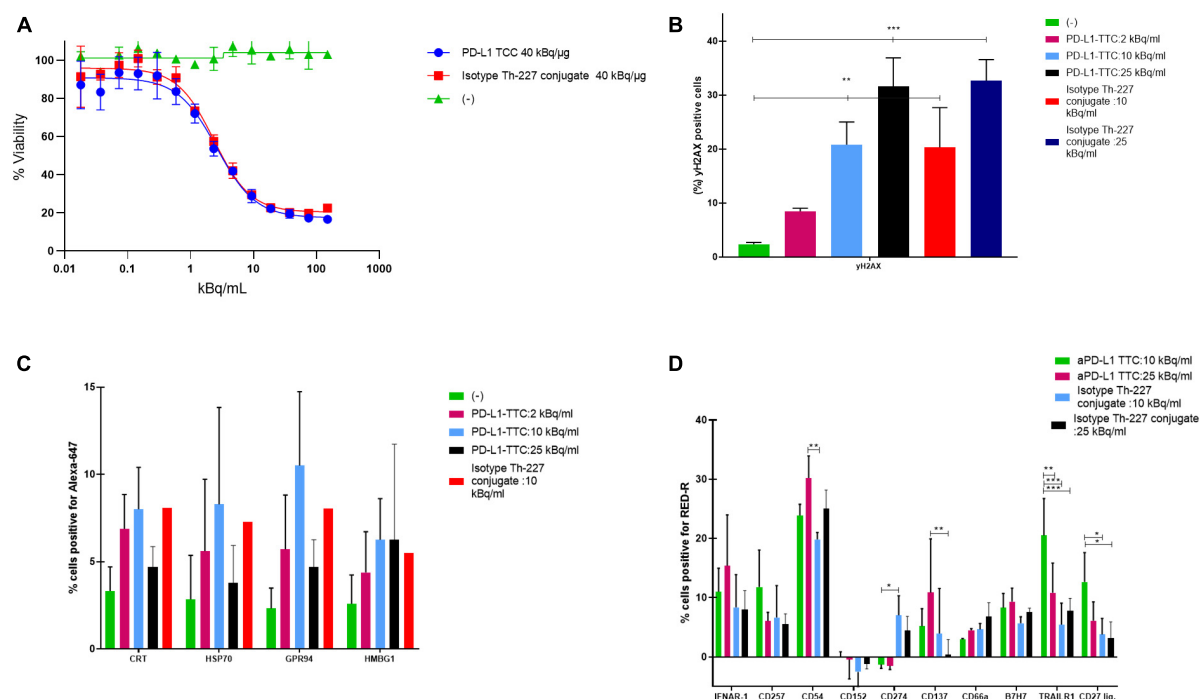 A
% Viability
100
80
60
40
20
0
0.01
0.1
1
10
100
1000
kBq/mL
PD-L1 TCC 40 kBq/µg
Isotype Th-227 conjugate 40 kBq/µg
(-)
B
(%) yH2AX positive cells
40
30
20
10
0
***
**
yH2AX
(-)
PD-L1-TTC:2 kBq/ml
PD-L1-TTC:10 kBq/ml
PD-L1-TTC:25 kBq/ml
Isotype Th-227
conjugate :10
kBq/ml
Isotype Th-227
conjugate :25
kBq/ml
C
% cells positive for Alexa-647
15
10
5
0
CRT
HSP70
GPR94
HMBG1
(-)
PD-L1-TTC:2 kBq/ml
PD-L1-TTC:10 kBq/ml
PD-L1-TTC:25 kBq/ml
Isotype Th-227
conjugate :10
kBq/ml
D
aPD-L1 TTC:10 kBq/ml
aPD-L1 TTC:25 kBq/ml
Isotype Th-227
conjugate :10 kBq/ml
Isotype Th-227 conjugate
:25 kBq/ml
% cells positive for RED-R
40
30
20
10
0
**
*
**
**
***
***
*
*
IFNAR-1
CD257
CD54
CD152
CD274
CD137
CD66a
B7H7
TRAILR1
CD27 lig.